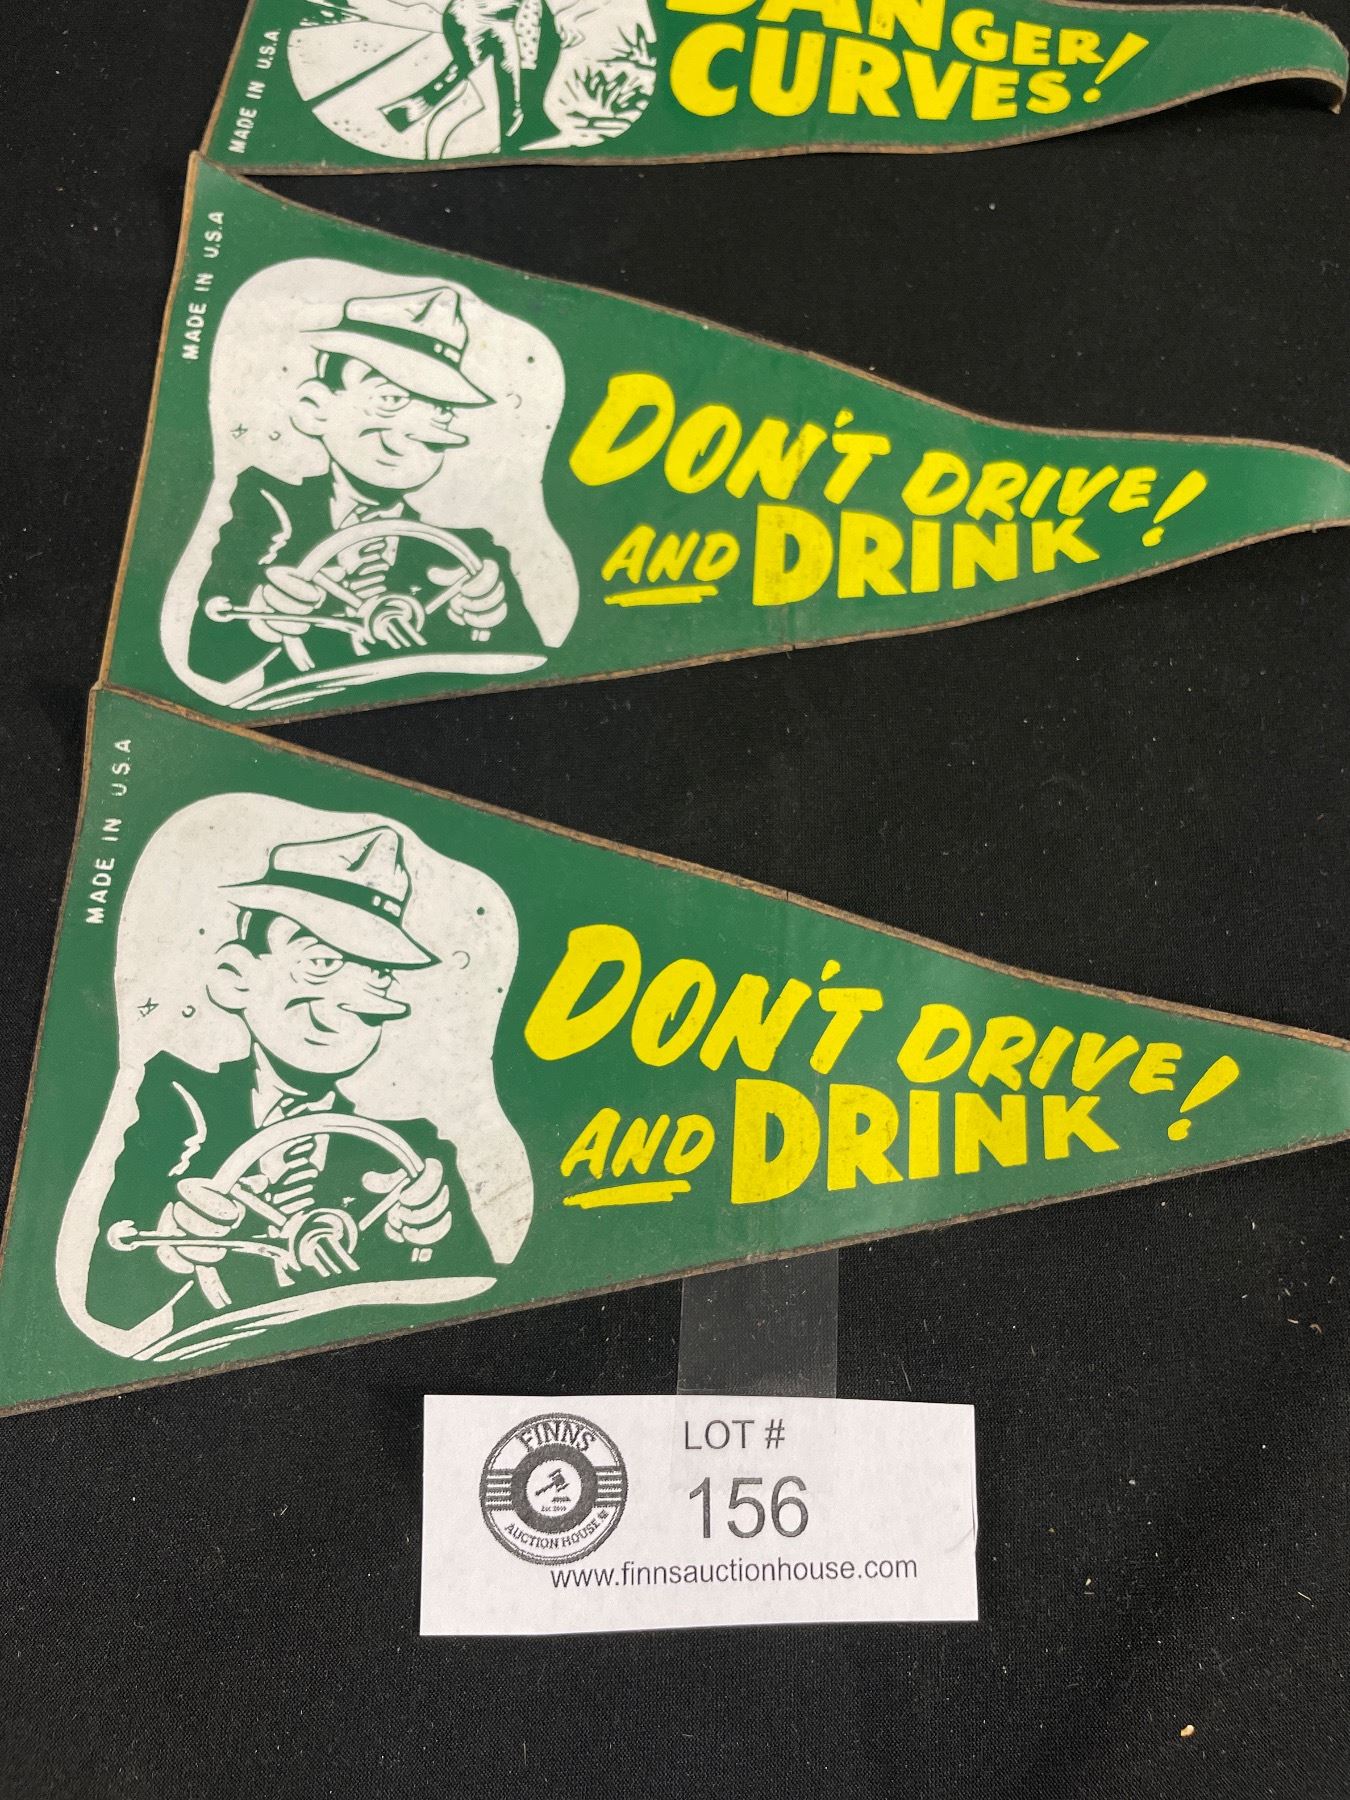 DANGER!
CURVES!
MADE IN U.S.A
MADE IN U.S.A
DON'T DRIVE!
AND DRINK
MADE IN U.S.A
DON'T DRIVE!
AND DRINK
FINNS
AUCTION HOUSE
LOT #
156
www.finnsauctionhouse.com